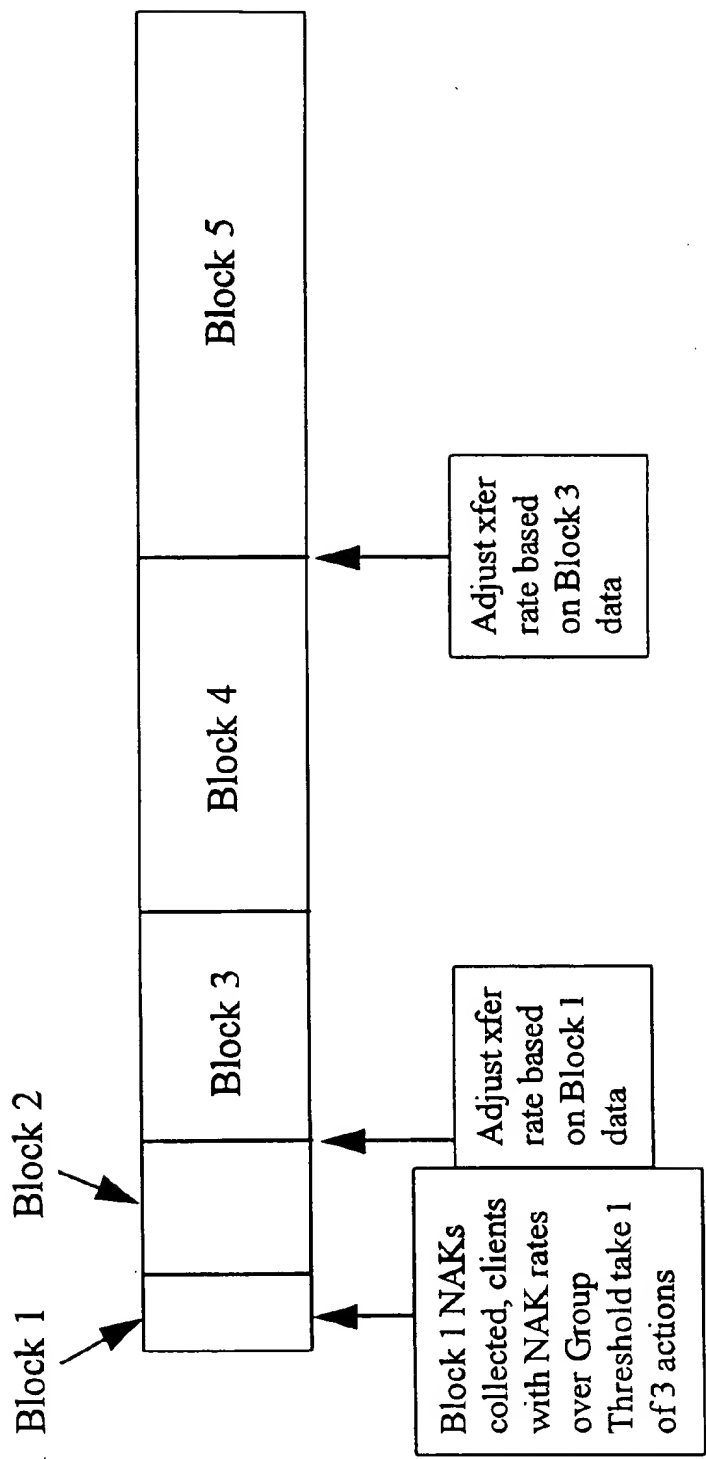 Block 1
Block 2
Block 3
Block 4
Block 5
Block 1 NAKs
collected, clients
with NAK rates
over Group
Threshold take 1
of 3 actions
Adjust xfer
rate based
on Block 1
data
Adjust xfer
rate based
on Block 3
data